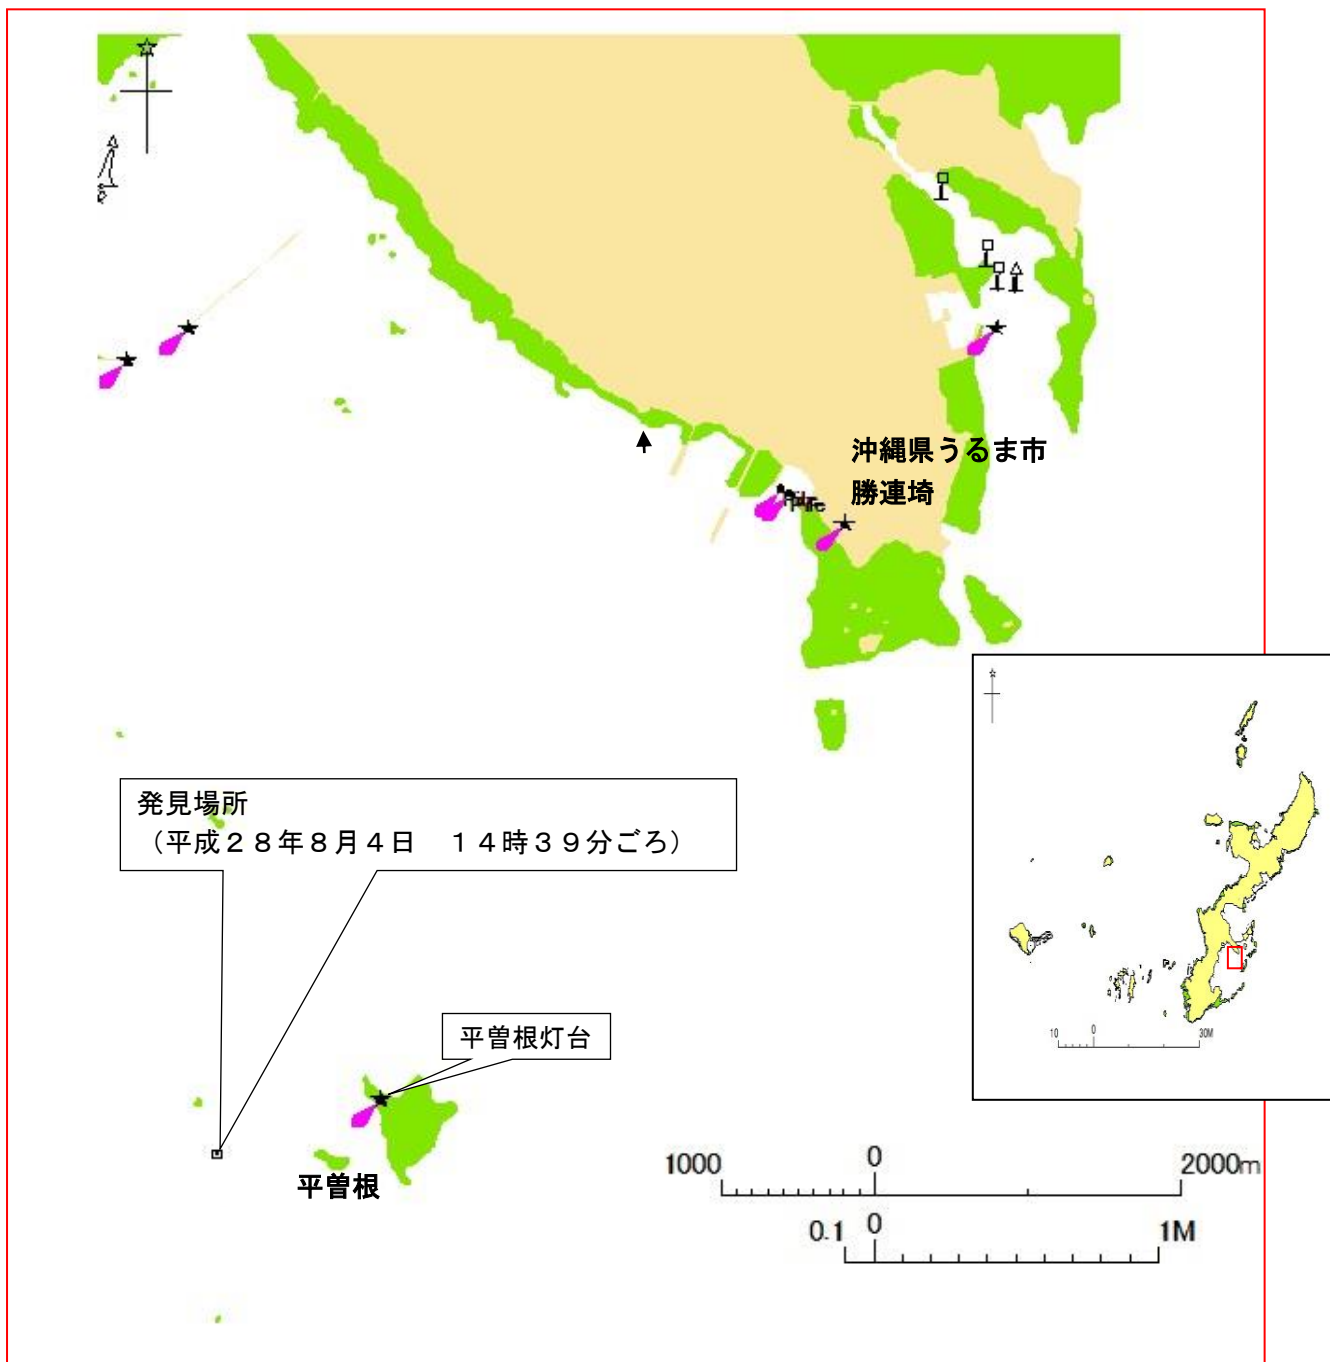 沖縄県うるま市
勝連埼
発見場所
（平成２８年８月４日　１４時３９分ごろ）
10 0 30M
平曽根灯台
平曽根
1000 0 2000m
0.1 0 1M